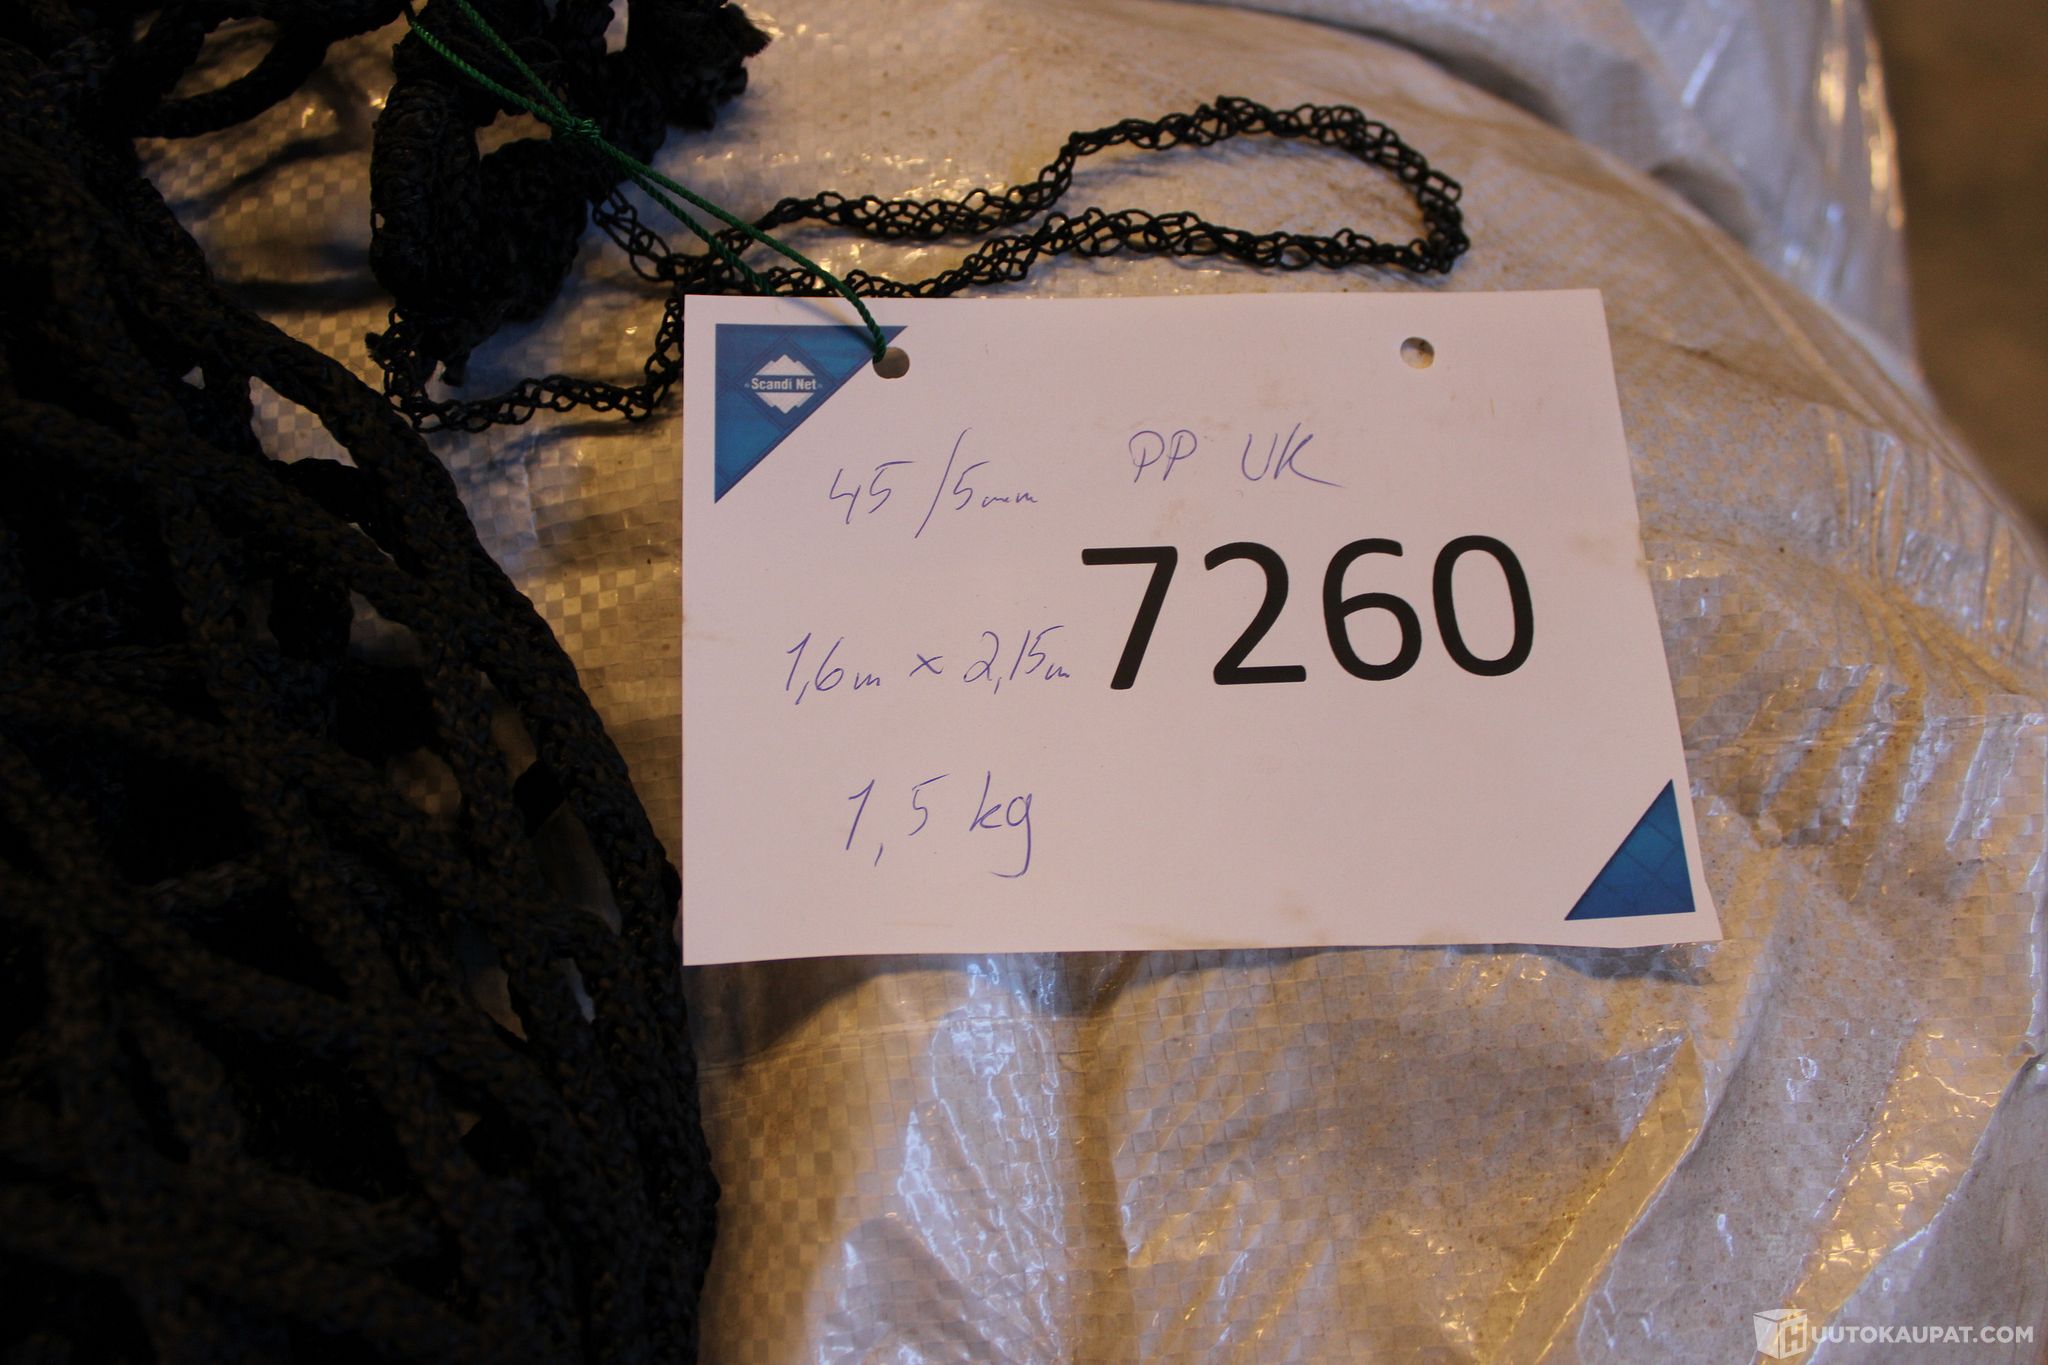 Scandi Net
45/5mm PP UK
7260
1,6m x 2,15m
1,5 kg
HUUTOKAUPAT.COM